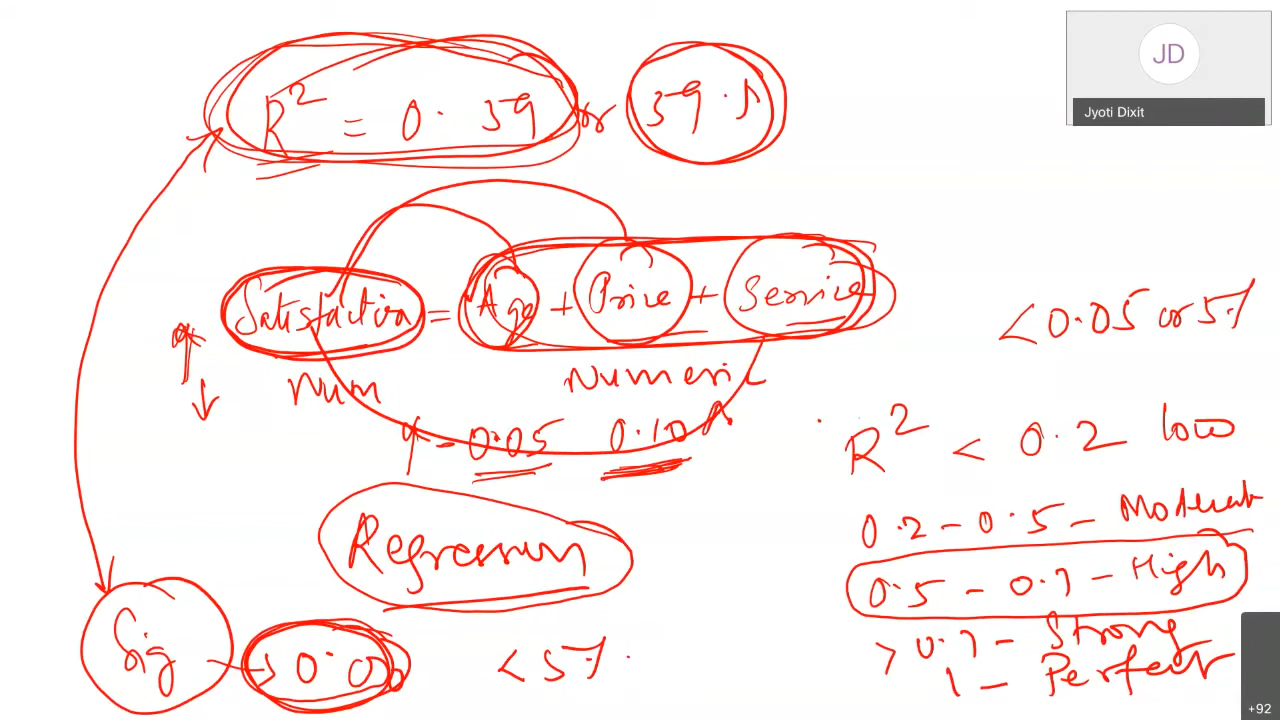 R² = 0.39 or 39%
JD
Jyoti Dixit
Satisfaction = Age + Price + Service
Num Numeric
< 0.05 or 5%
0.05 0.10
R² < 0.2 low
0.2 - 0.5 - Moderate
Regression
0.5 - 0.7 - High
> 0.7 - Strong
1 - Perfect
Sig → 0.000 < 5%
+92